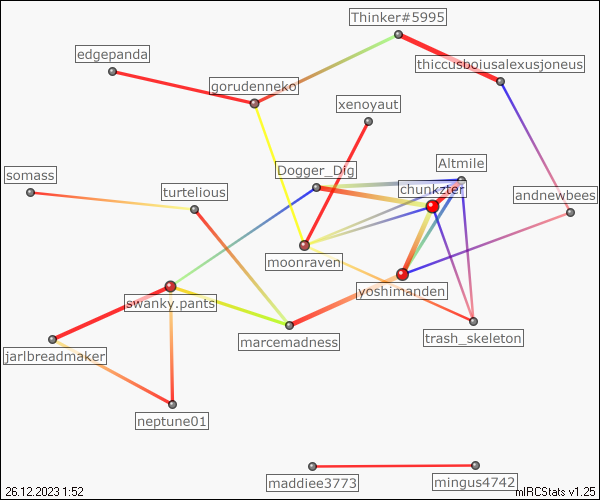 Thinker#5995
edgepanda
thiccusboiusalexusjoneus
gorudenneko
xenoyaut
Altmile
Dogger_Dig
somass
chunkzter
turtelious
andnewbees
moonraven
yoshimanden
swanky.pants
trash_skeleton
marcemadness
jarlbreadmaker
neptune01
maddiee3773
mingus4742
26.12.2023 1:52
mIRCStats v1.25